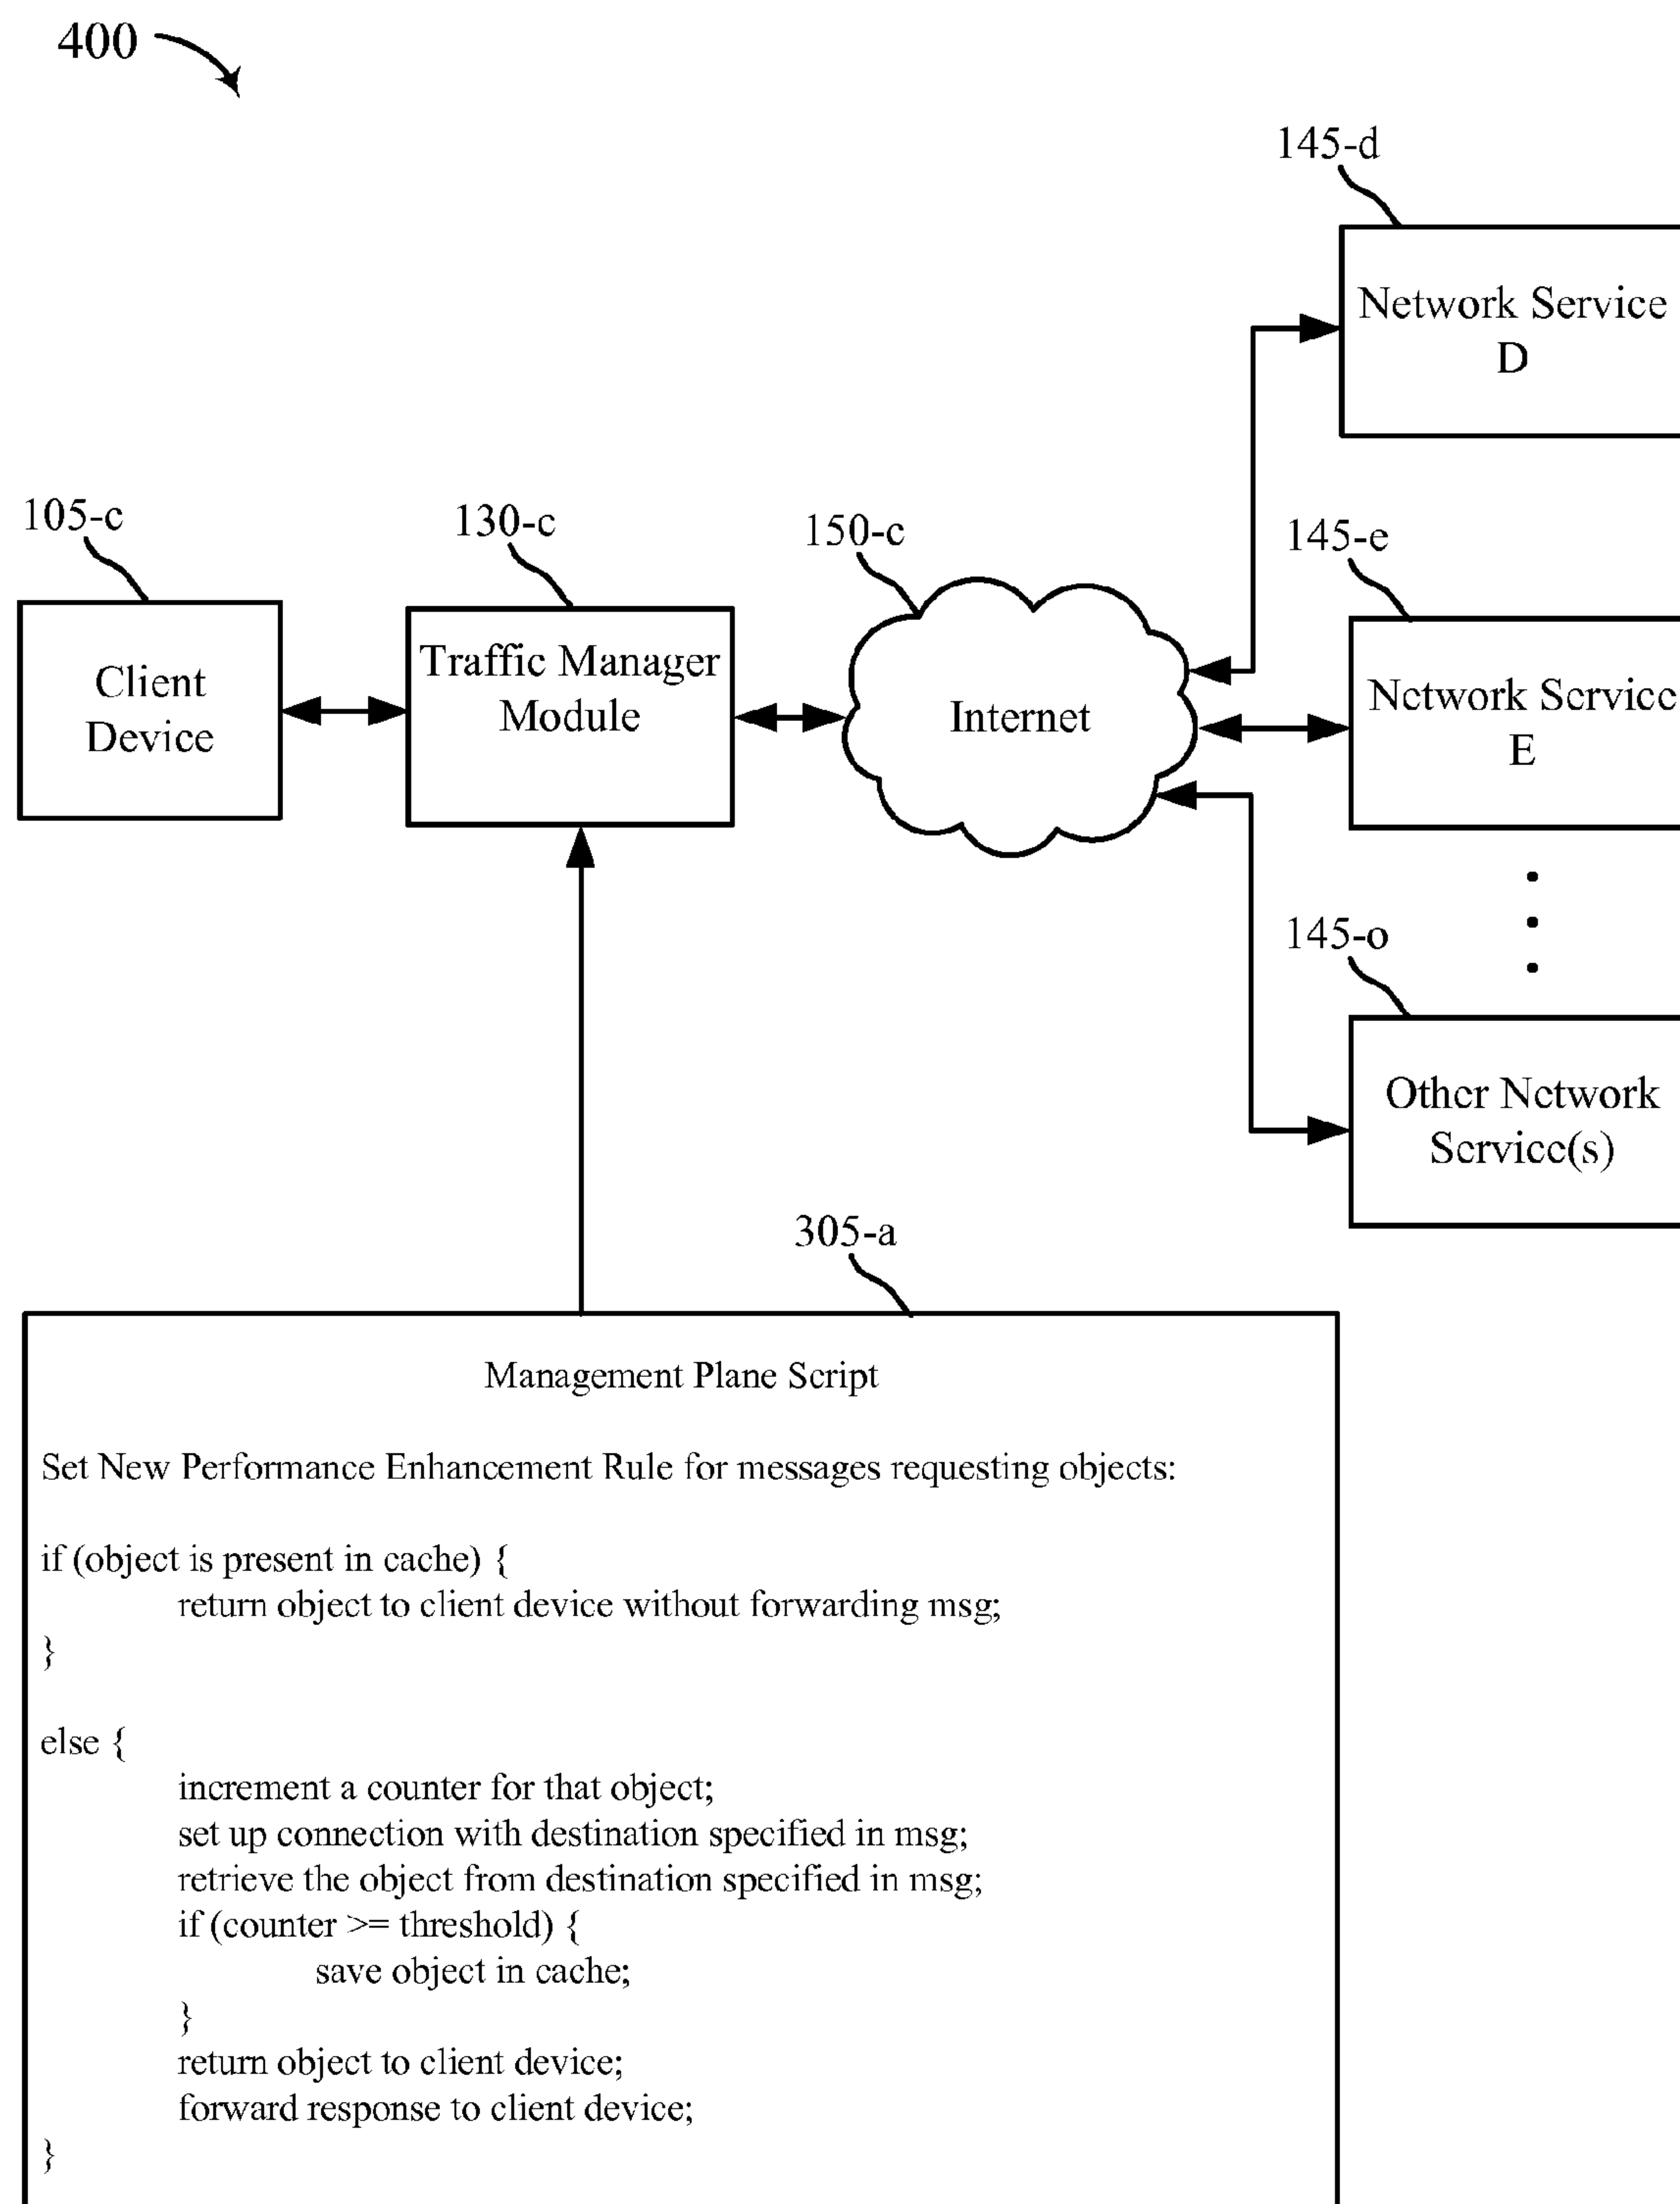 400
145-d
Network Service
D
105-c
130-c
150-c
145-e
Client
Device
Traffic Manager
Module
Internet
Network Service
E
145-o
Other Network
Service(s)
305-a
Management Plane Script
Set New Performance Enhancement Rule for messages requesting objects:
if (object is present in cache) {
return object to client device without forwarding msg;
}
else {
increment a counter for that object;
set up connection with destination specified in msg;
retrieve the object from destination specified in msg;
if (counter >= threshold) {
save object in cache;
}
return object to client device;
forward response to client device;
}